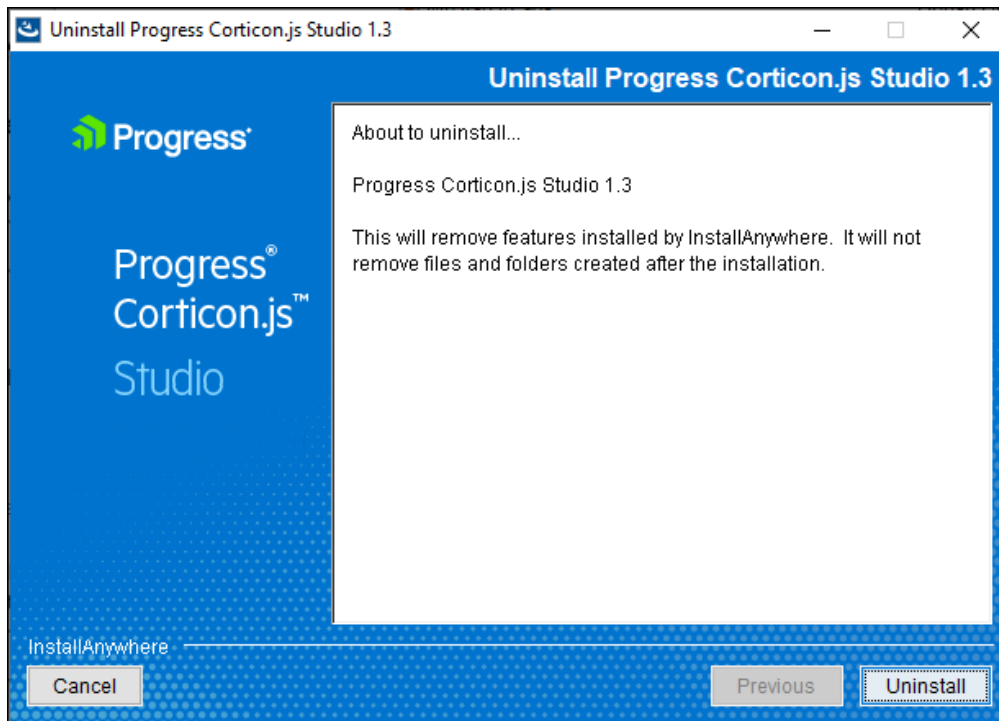 Uninstall Progress Corticon.js Studio 1.3
Uninstall Progress Corticon.js Studio 1.3
Progress
Progress®
Corticon.js™
Studio
About to uninstall...
Progress Corticon.js Studio 1.3
This will remove features installed by InstallAnywhere. It will not
remove files and folders created after the installation.
InstallAnywhere
Cancel
Previous
Uninstall